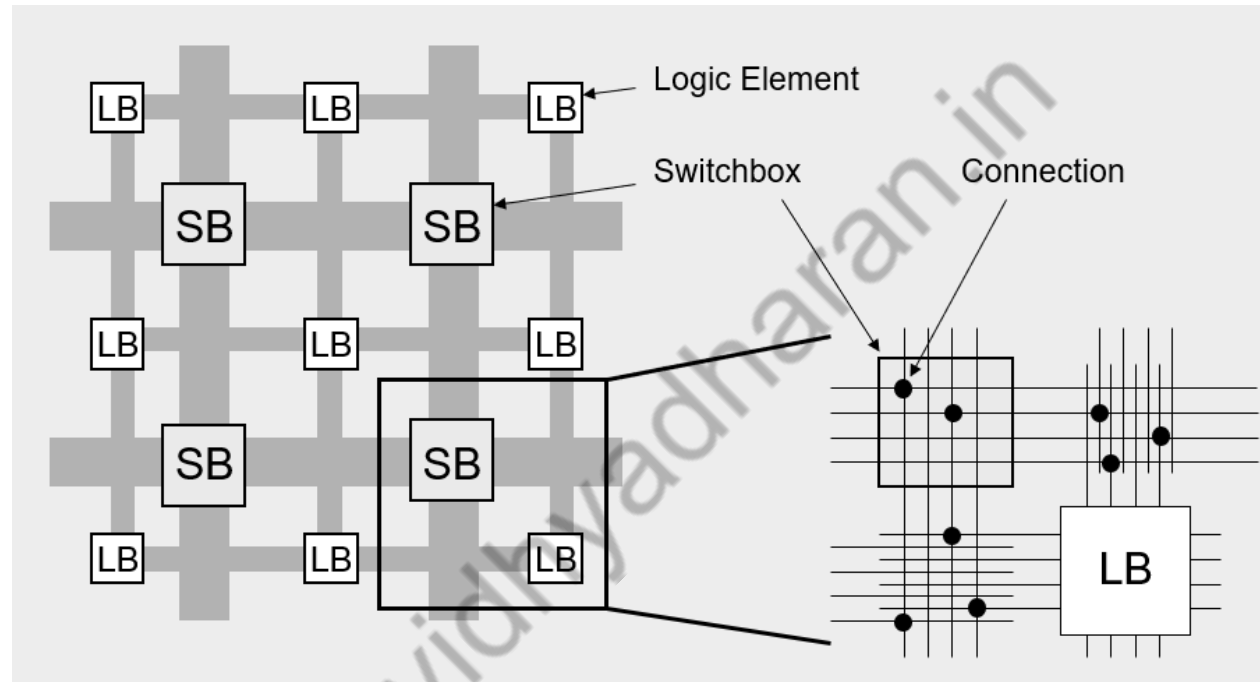 LB LB LB Logic Element
Switchbox Connection
SB SB
LB LB LB
SB SB
LB LB LB
LB
vidhyadharan.in